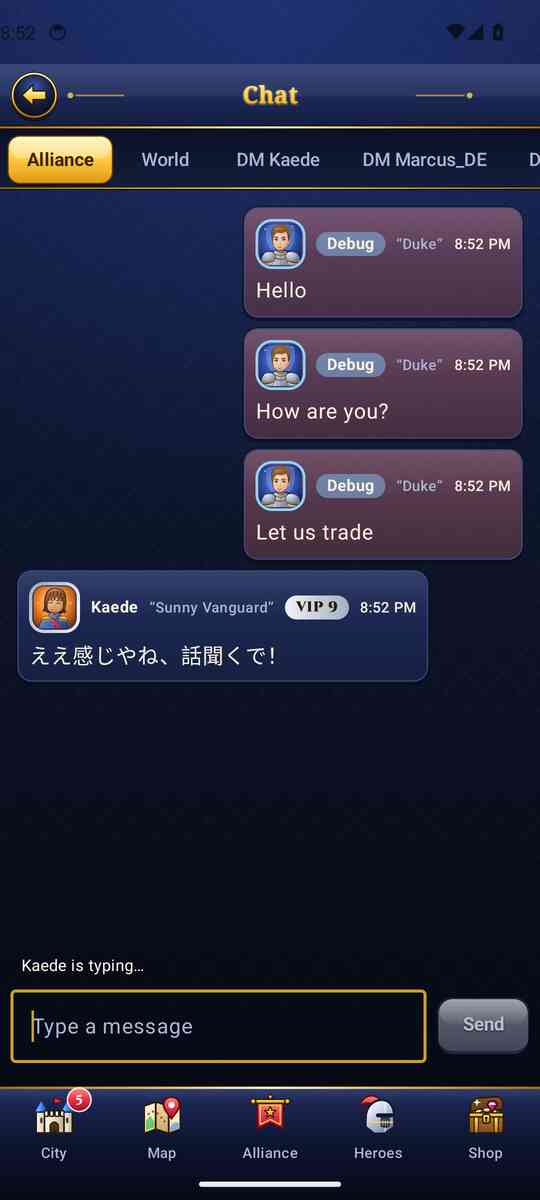 8:52
Chat
Alliance World DM Kaede DM Marcus_DE D
Debug “Duke” 8:52 PM
Hello
Debug “Duke” 8:52 PM
How are you?
Debug “Duke” 8:52 PM
Let us trade
Kaede “Sunny Vanguard” VIP 9 8:52 PM
ええ感じやね、話聞くで！
Kaede is typing…
Type a message
Send
5
City Map Alliance Heroes Shop